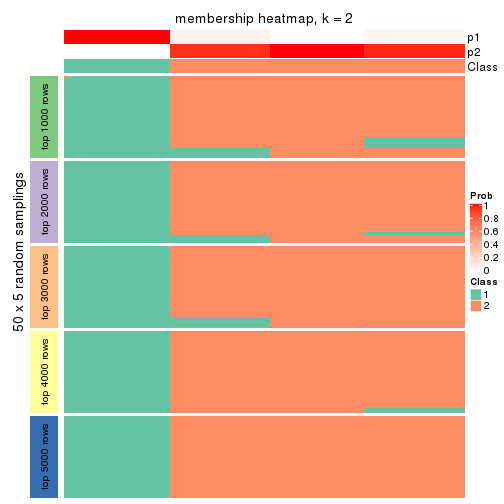 membership heatmap, k = 2
p1
p2
Class
50 x 5 random samplings
top 1000 rows
top 2000 rows
top 3000 rows
top 4000 rows
top 5000 rows
Prob
1
0.8
0.6
0.4
0.2
0
Class
1
2